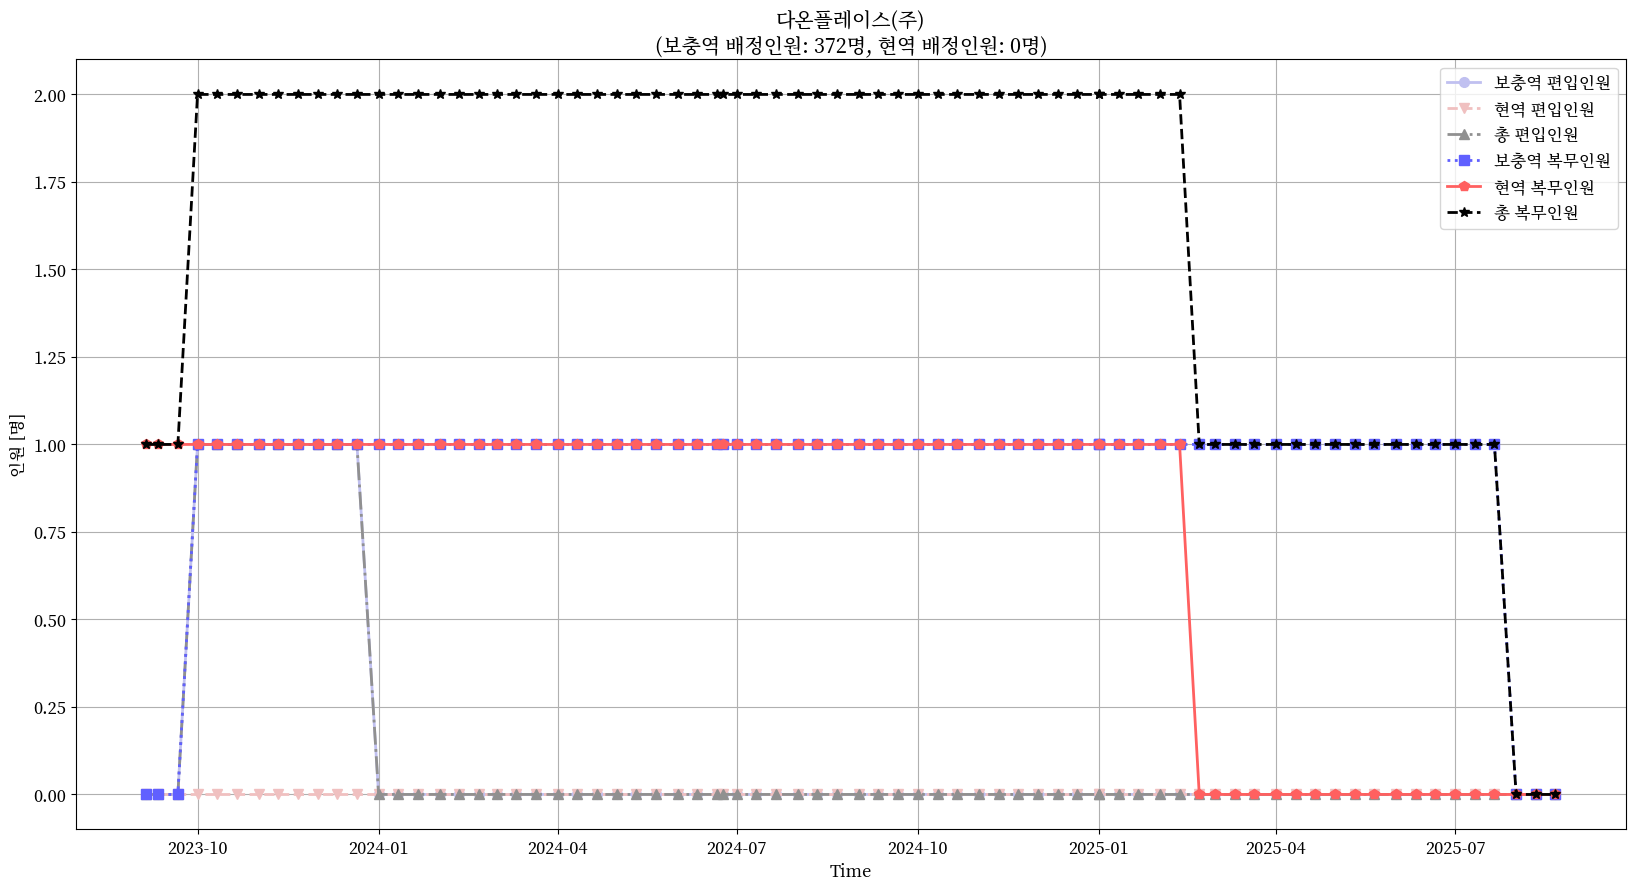 다온플레이스(주)
(보충역 배정인원: 372명, 현역 배정인원: 0명)
보충역 편입인원
현역 편입인원
총 편입인원
보충역 복무인원
현역 복무인원
총 복무인원
2.00
1.75
1.50
1.25
1.00
0.75
0.50
0.25
0.00
인원 [명]
2023-10
2024-01
2024-04
2024-07
2024-10
2025-01
2025-04
2025-07
Time